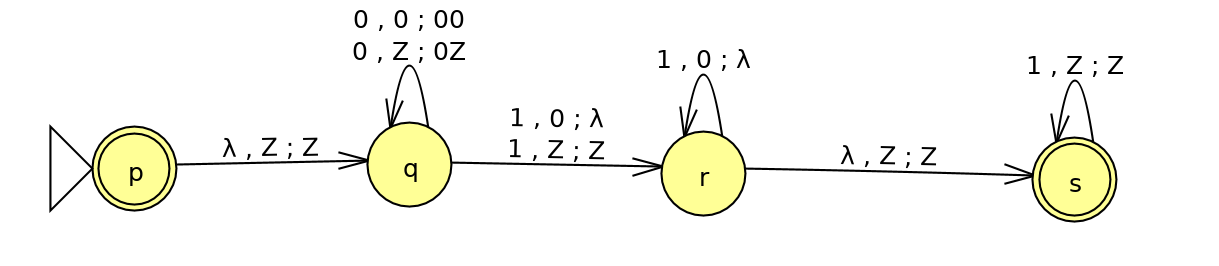 0 , 0 ; 00
0 , Z ; 0Z
1 , 0 ; λ
1 , Z ; Z
1 , 0 ; λ
1 , Z ; Z
λ , Z ; Z
λ , Z ; Z
p
q
r
s